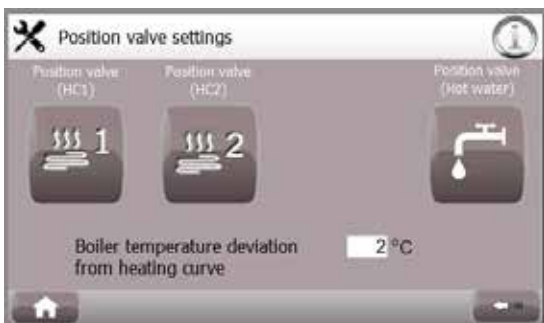 Position valve settings
Position valve
(HC1)
Position valve
(HC2)
Position valve
(Hot water)
1
2
Boiler temperature deviation
from heating curve
2 °C